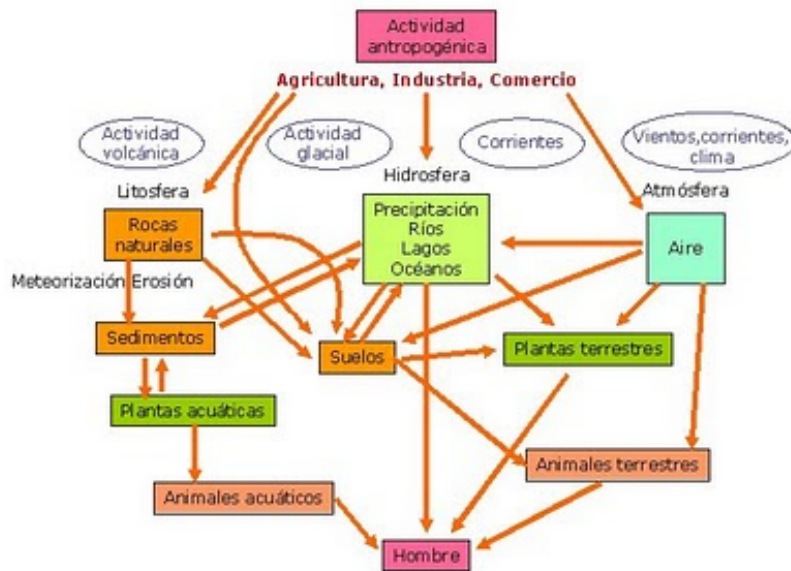 Actividad
antropogénica
Agricultura, Industria, Comercio
Actividad
volcánica
Actividad
glacial
Corrientes
Vientos,corrientes,
clima
Litosfera
Hidrosfera
Atmósfera
Rocas
naturales
Precipitación
Ríos
Lagos
Océanos
Aire
Meteorización Erosión
Sedimentos
Suelos
Plantas terrestres
Plantas acuáticas
Animales terrestres
Animales acuáticos
Hombre